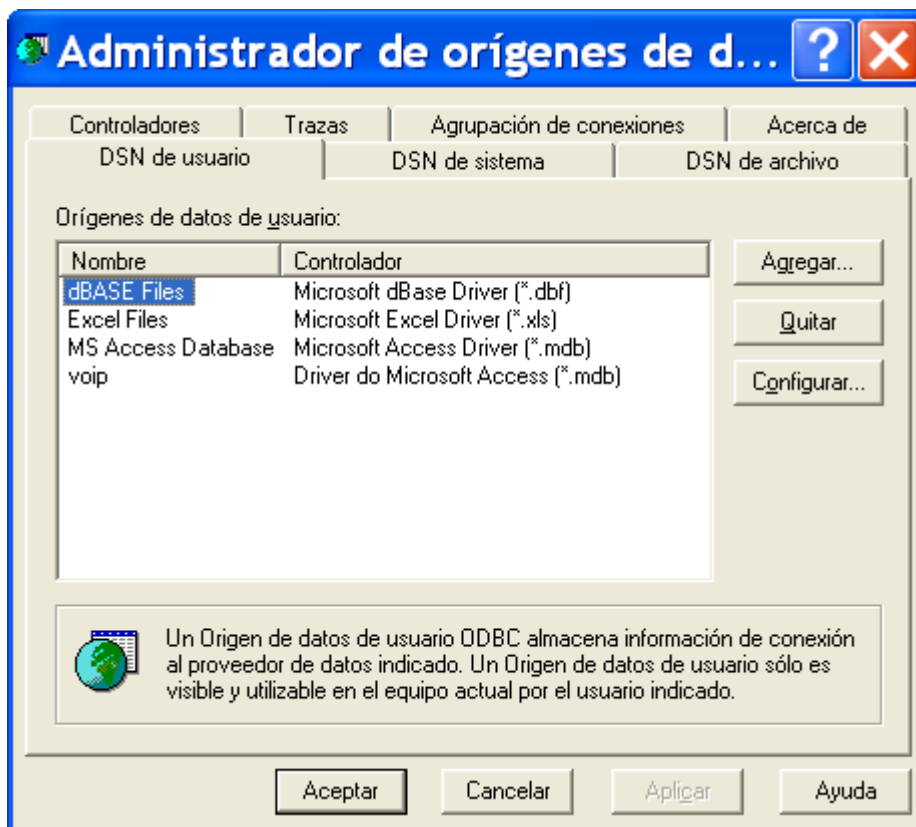 Administrador de orígenes de d...
Controladores Trazas Agrupación de conexiones Acerca de
DSN de usuario DSN de sistema DSN de archivo
Orígenes de datos de usuario:
Nombre Controlador
dBASE Files Microsoft dBase Driver (*.dbf)
Excel Files Microsoft Excel Driver (*.xls)
MS Access Database Microsoft Access Driver (*.mdb)
voip Driver do Microsoft Access (*.mdb)
Agregar...
Quitar
Configurar...
Un Origen de datos de usuario ODBC almacena información de conexión
al proveedor de datos indicado. Un Origen de datos de usuario sólo es
visible y utilizable en el equipo actual por el usuario indicado.
Aceptar Cancelar Aplicar Ayuda